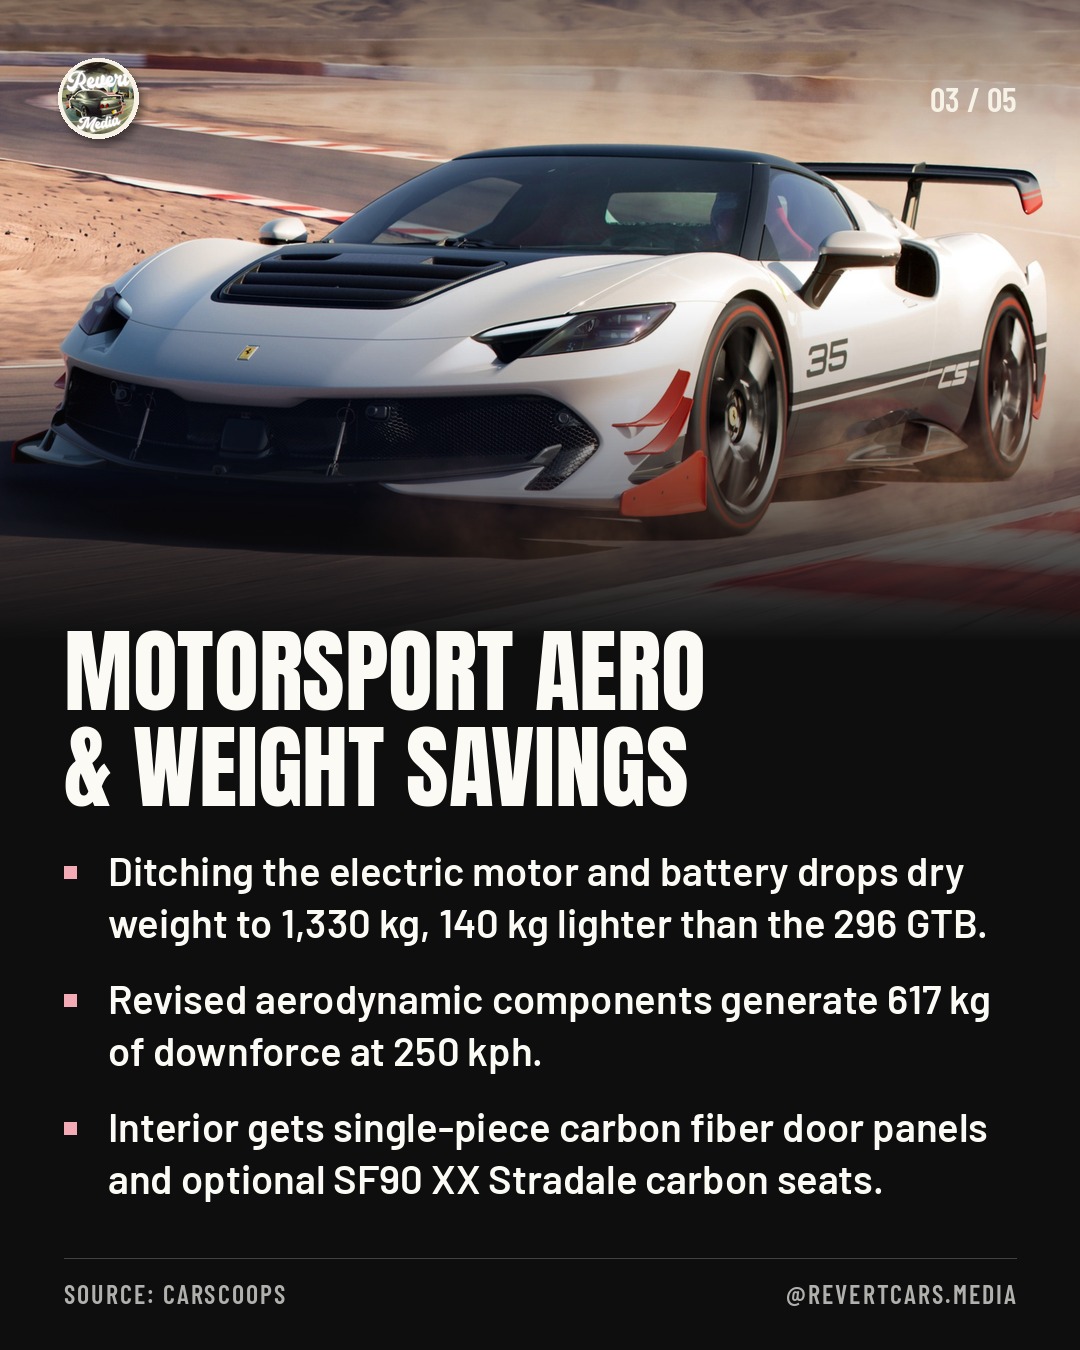 Revert
Media
03 / 05
35
CS
MOTORSPORT AERO
& WEIGHT SAVINGS
Ditching the electric motor and battery drops dry
weight to 1,330 kg, 140 kg lighter than the 296 GTB.
Revised aerodynamic components generate 617 kg
of downforce at 250 kph.
Interior gets single-piece carbon fiber door panels
and optional SF90 XX Stradale carbon seats.
SOURCE: CARSCOOPS
@REVERTCARS.MEDIA